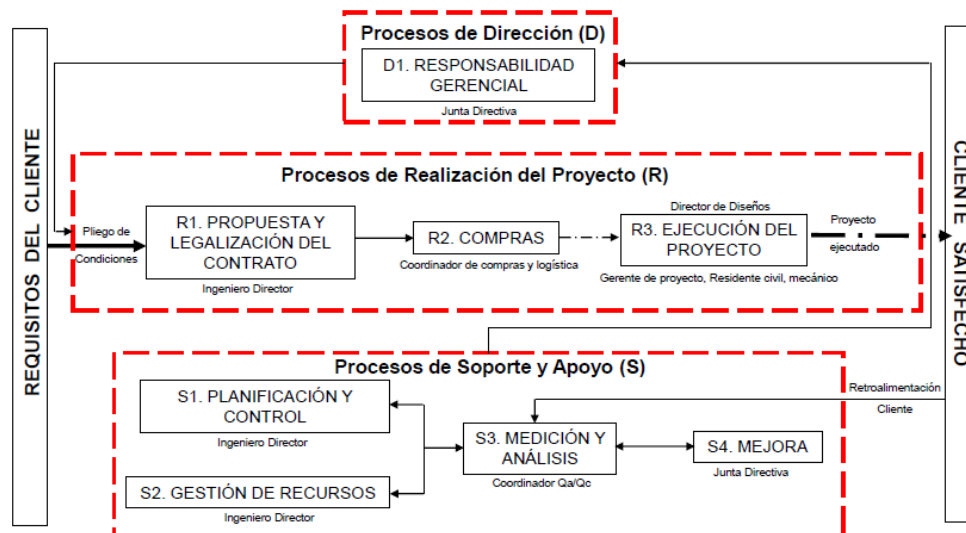 Procesos de Dirección (D)
D1. RESPONSABILIDAD
GERENCIAL
Junta Directiva
REQUISITOS DEL CLIENTE
Procesos de Realización del Proyecto (R)
Pliego de
Condiciones
R1. PROPUESTA Y
LEGALIZACIÓN DEL
CONTRATO
Ingeniero Director
R2. COMPRAS
Coordinador de compras y logística
Director de Diseños
R3. EJECUCIÓN DEL
PROYECTO
Gerente de proyecto, Residente civil, mecánico
Proyecto
ejecutado
CLIENTE SATISFECHO
Procesos de Soporte y Apoyo (S)
S1. PLANIFICACIÓN Y
CONTROL
Ingeniero Director
S2. GESTIÓN DE RECURSOS
Ingeniero Director
S3. MEDICIÓN Y
ANÁLISIS
Coordinador Qa/Qc
S4. MEJORA
Junta Directiva
Retroalimentación
Cliente